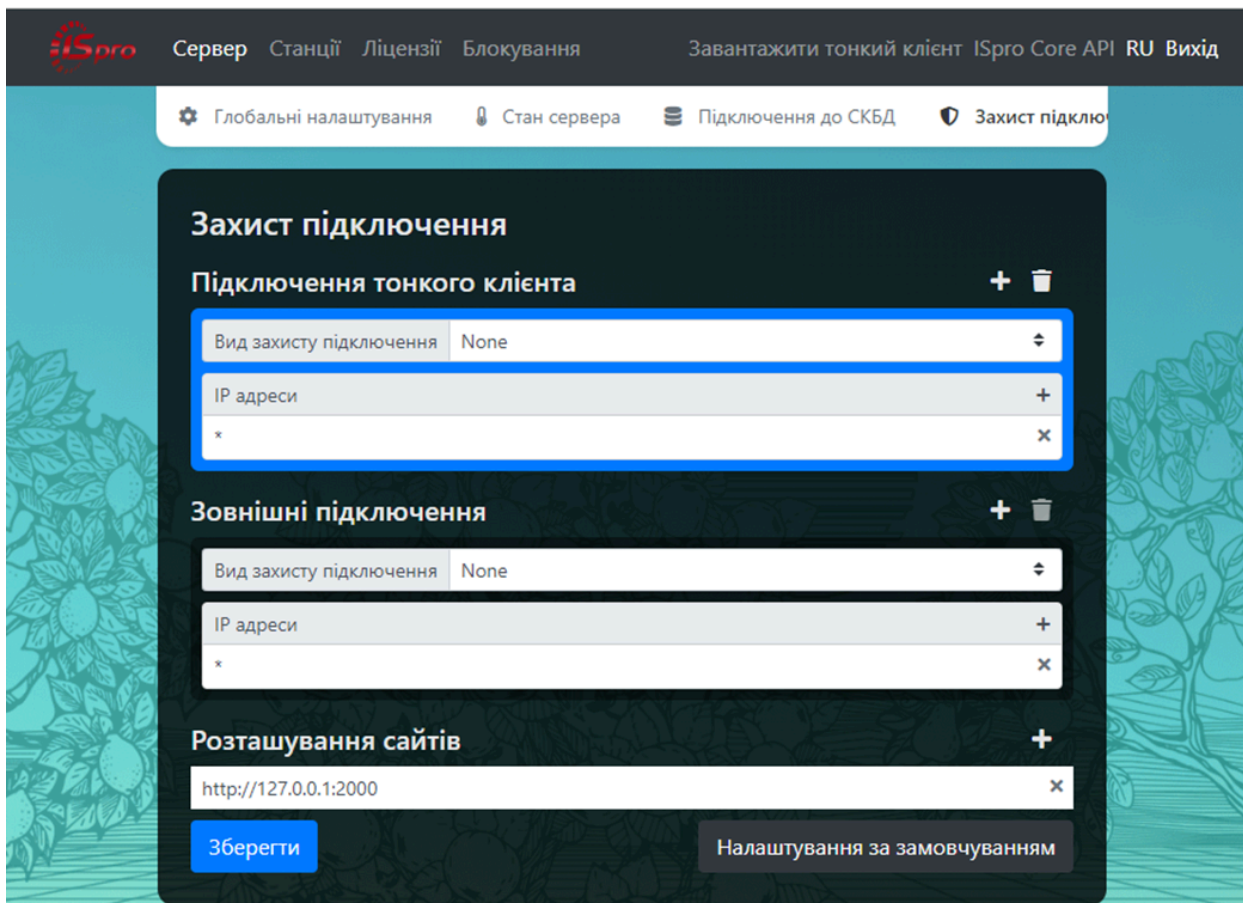 iSpro Сервер Станції Ліцензії Блокування Завантажити тонкий клієнт ISpro Core API RU Вихід
Глобальні налаштування Стан сервера Підключення до СКБД Захист підклю
Захист підключення
Підключення тонкого клієнта
Вид захисту підключення None
IP адреси
*
Зовнішні підключення
Вид захисту підключення None
IP адреси
*
Розташування сайтів
http://127.0.0.1:2000
Зберегти Налаштування за замовчуванням